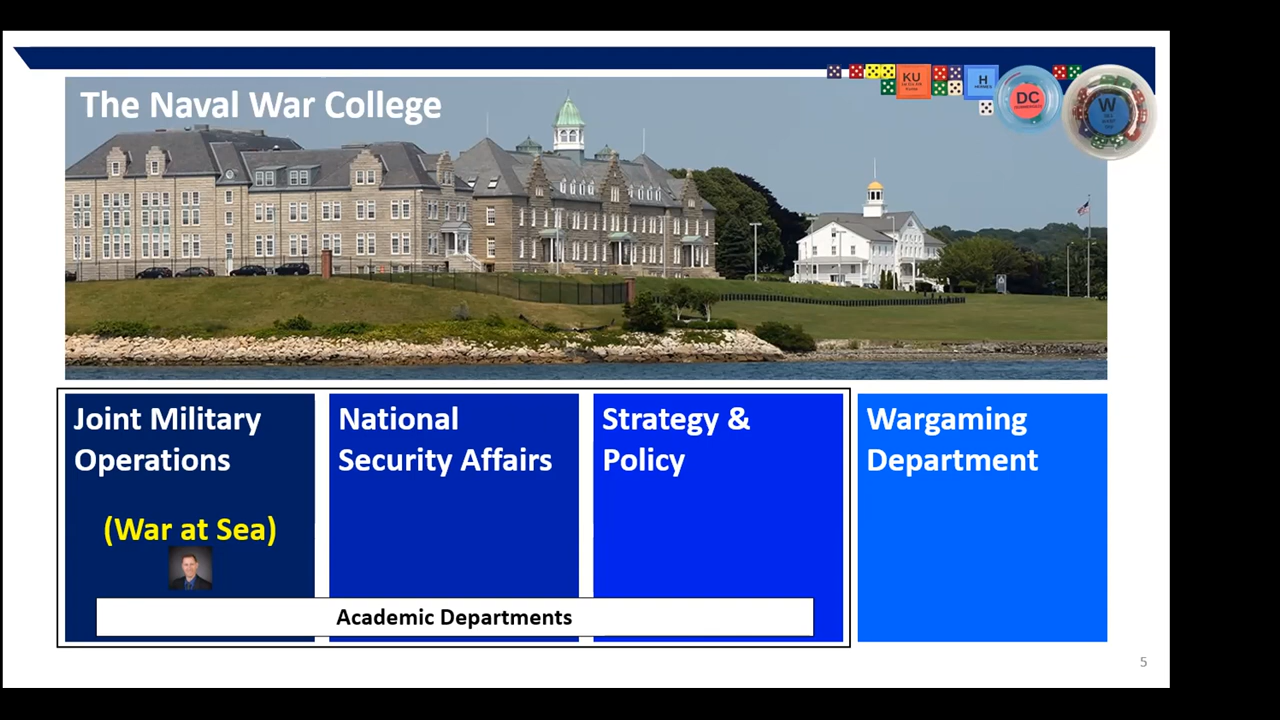 The Naval War College
KU
H
HERMES
DC
W
Joint Military
Operations
(War at Sea)
National
Security Affairs
Strategy &
Policy
Wargaming
Department
Academic Departments
5